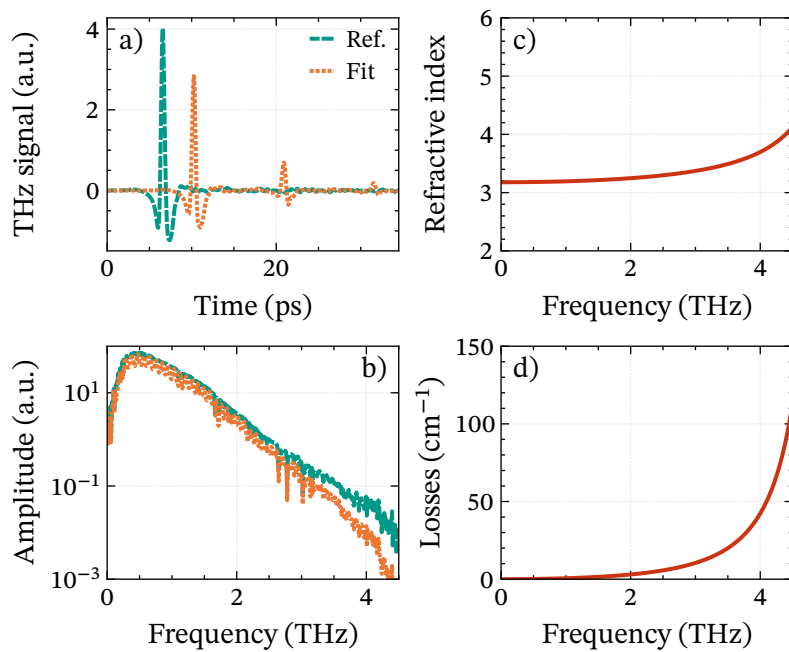 a)
Ref.
Fit
THz signal (a.u.)
4
2
0
0
20
Time (ps)
c)
Refractive index
6
5
4
3
2
0
2
4
Frequency (THz)
b)
Amplitude (a.u.)
10¹
10⁻¹
10⁻³
0
2
4
Frequency (THz)
d)
Losses (cm⁻¹)
150
100
50
0
0
2
4
Frequency (THz)